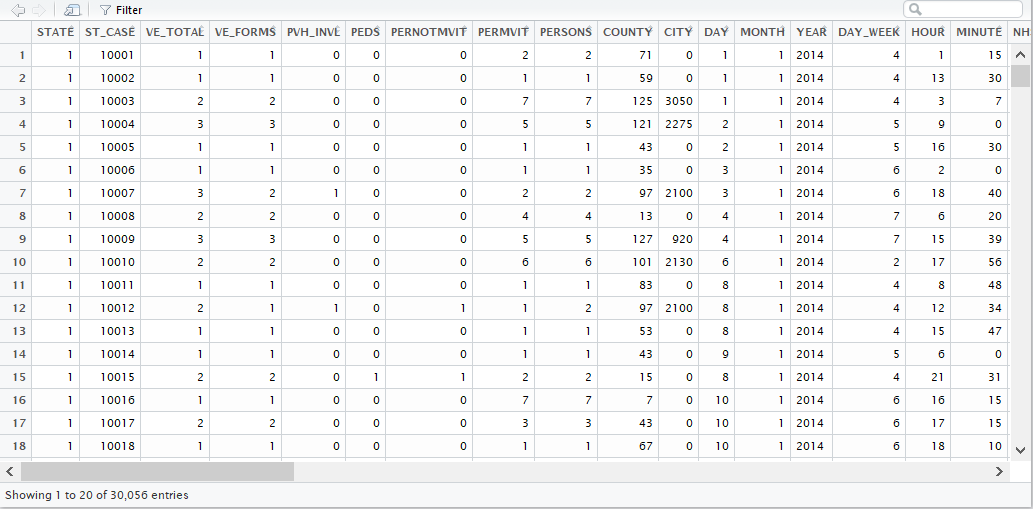 Filter
STATE ST_CASE VE_TOTAL VE_FORMS PVH_INVL PEDS PERNOTMVIT PERMVIT PERSONS COUNTY CITY DAY MONTH YEAR DAY_WEEK HOUR MINUTE NH
1 1 10001 1 1 0 0 0 2 2 71 0 1 1 2014 4 1 15
2 1 10002 1 1 0 0 0 1 1 59 0 1 1 2014 4 13 30
3 1 10003 2 2 0 0 0 7 7 125 3050 1 1 2014 4 3 7
4 1 10004 3 3 0 0 0 5 5 121 2275 2 1 2014 5 9 0
5 1 10005 1 1 0 0 0 1 1 43 0 2 1 2014 5 16 30
6 1 10006 1 1 0 0 0 1 1 35 0 3 1 2014 6 2 0
7 1 10007 3 2 1 0 0 2 2 97 2100 3 1 2014 6 18 40
8 1 10008 2 2 0 0 0 4 4 13 0 4 1 2014 7 6 20
9 1 10009 3 3 0 0 0 5 5 127 920 4 1 2014 7 15 39
10 1 10010 2 2 0 0 0 6 6 101 2130 6 1 2014 2 17 56
11 1 10011 1 1 0 0 0 1 1 83 0 8 1 2014 4 8 48
12 1 10012 2 1 1 0 1 1 2 97 2100 8 1 2014 4 12 34
13 1 10013 1 1 0 0 0 1 1 53 0 8 1 2014 4 15 47
14 1 10014 1 1 0 0 0 1 1 43 0 9 1 2014 5 6 0
15 1 10015 2 2 0 1 1 2 2 15 0 8 1 2014 4 21 31
16 1 10016 1 1 0 0 0 7 7 7 0 10 1 2014 6 16 15
17 1 10017 2 2 0 0 0 3 3 43 0 10 1 2014 6 17 15
18 1 10018 1 1 0 0 0 1 1 67 0 10 1 2014 6 18 10
Showing 1 to 20 of 30,056 entries